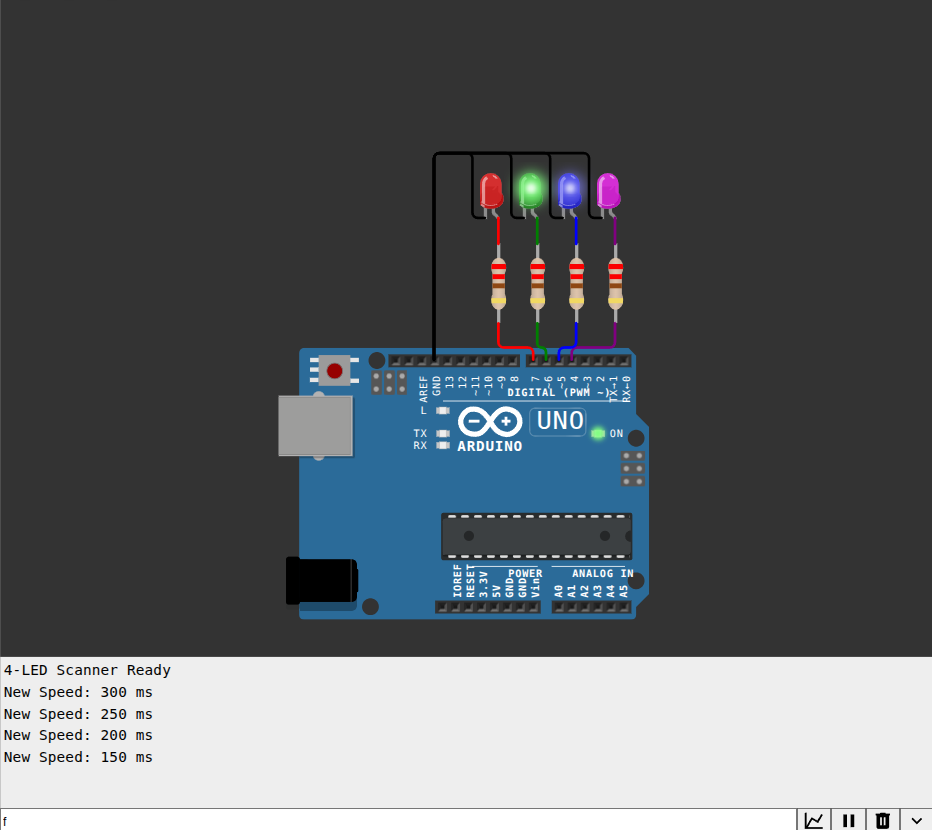 AREF
GND
13
12
~11
~10
~9
8
7
~6
~5
4
~3
2
TX→1
RX←0
DIGITAL (PWM ~)
L
TX
RX
UNO
ON
ARDUINO
IOREF
RESET
3.3V
5V
GND
GND
Vin
POWER
ANALOG IN
A0
A1
A2
A3
A4
A5
4-LED Scanner Ready
New Speed: 300 ms
New Speed: 250 ms
New Speed: 200 ms
New Speed: 150 ms
f